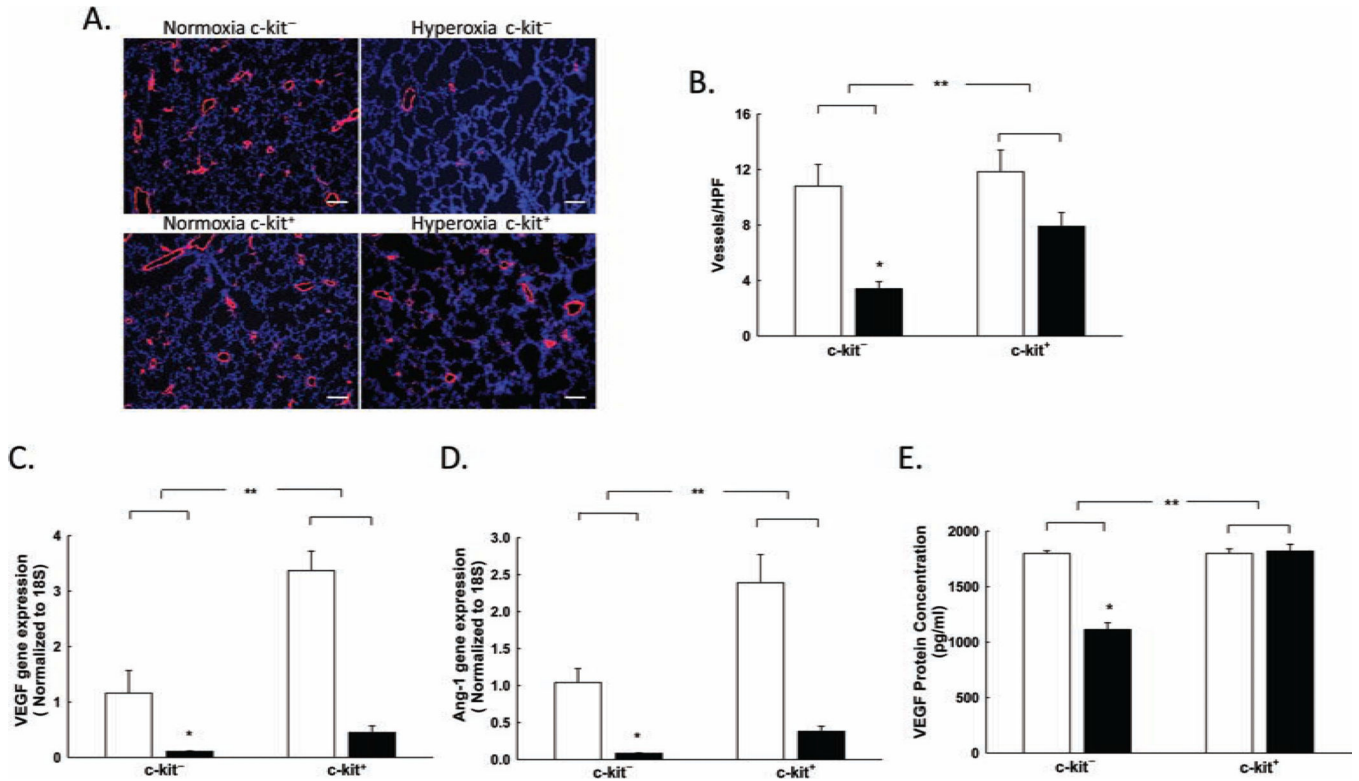 A.
Normoxia c-kit⁻
Hyperoxia c-kit⁻
Normoxia c-kit⁺
Hyperoxia c-kit⁺
B.
**
16
12
8
4
0
Vessels/HPF
*
c-kit⁻
c-kit⁺
C.
**
4
3
2
1
0
VEGF gene expression
( Normalized to 18S)
*
c-kit⁻
c-kit⁺
D.
**
3.0
2.5
2.0
1.5
1.0
0.5
0.0
Ang-1 gene expression
( Normalized to 18S)
*
c-kit⁻
c-kit⁺
E.
**
2000
1500
1000
500
0
VEGF Protein Concentration
(pg/ml)
*
c-kit⁻
c-kit⁺